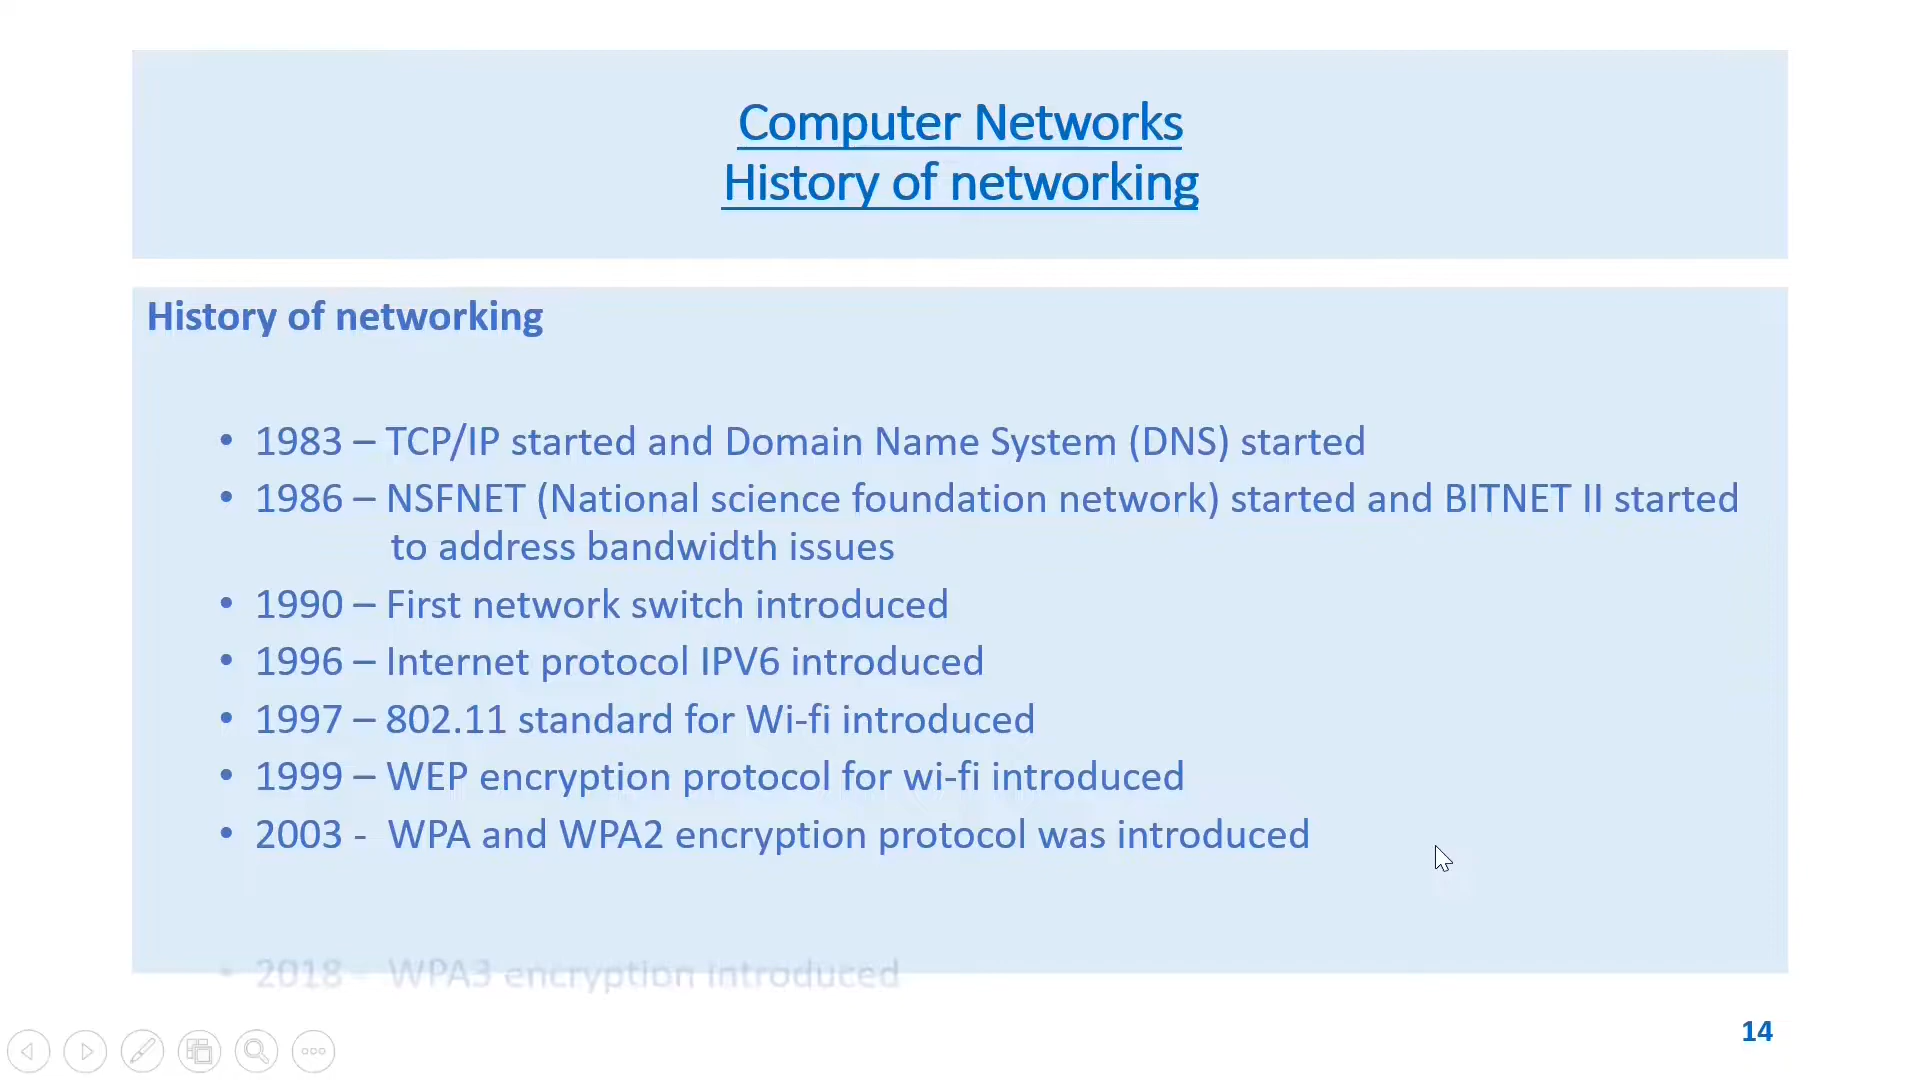 Computer Networks
History of networking
History of networking
• 1983 – TCP/IP started and Domain Name System (DNS) started
• 1986 – NSFNET (National science foundation network) started and BITNET II started
to address bandwidth issues
• 1990 – First network switch introduced
• 1996 – Internet protocol IPV6 introduced
• 1997 – 802.11 standard for Wi-fi introduced
• 1999 – WEP encryption protocol for wi-fi introduced
• 2003 - WPA and WPA2 encryption protocol was introduced
• 2018 - WPA3 encryption introduced
14